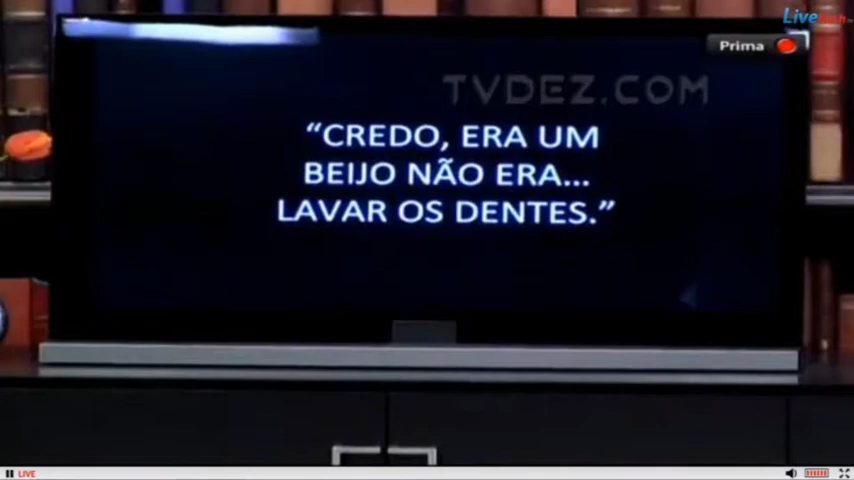 Prima
TVDEZ.COM
“CREDO, ERA UM
BEIJO NÃO ERA...
LAVAR OS DENTES.”
LIVE